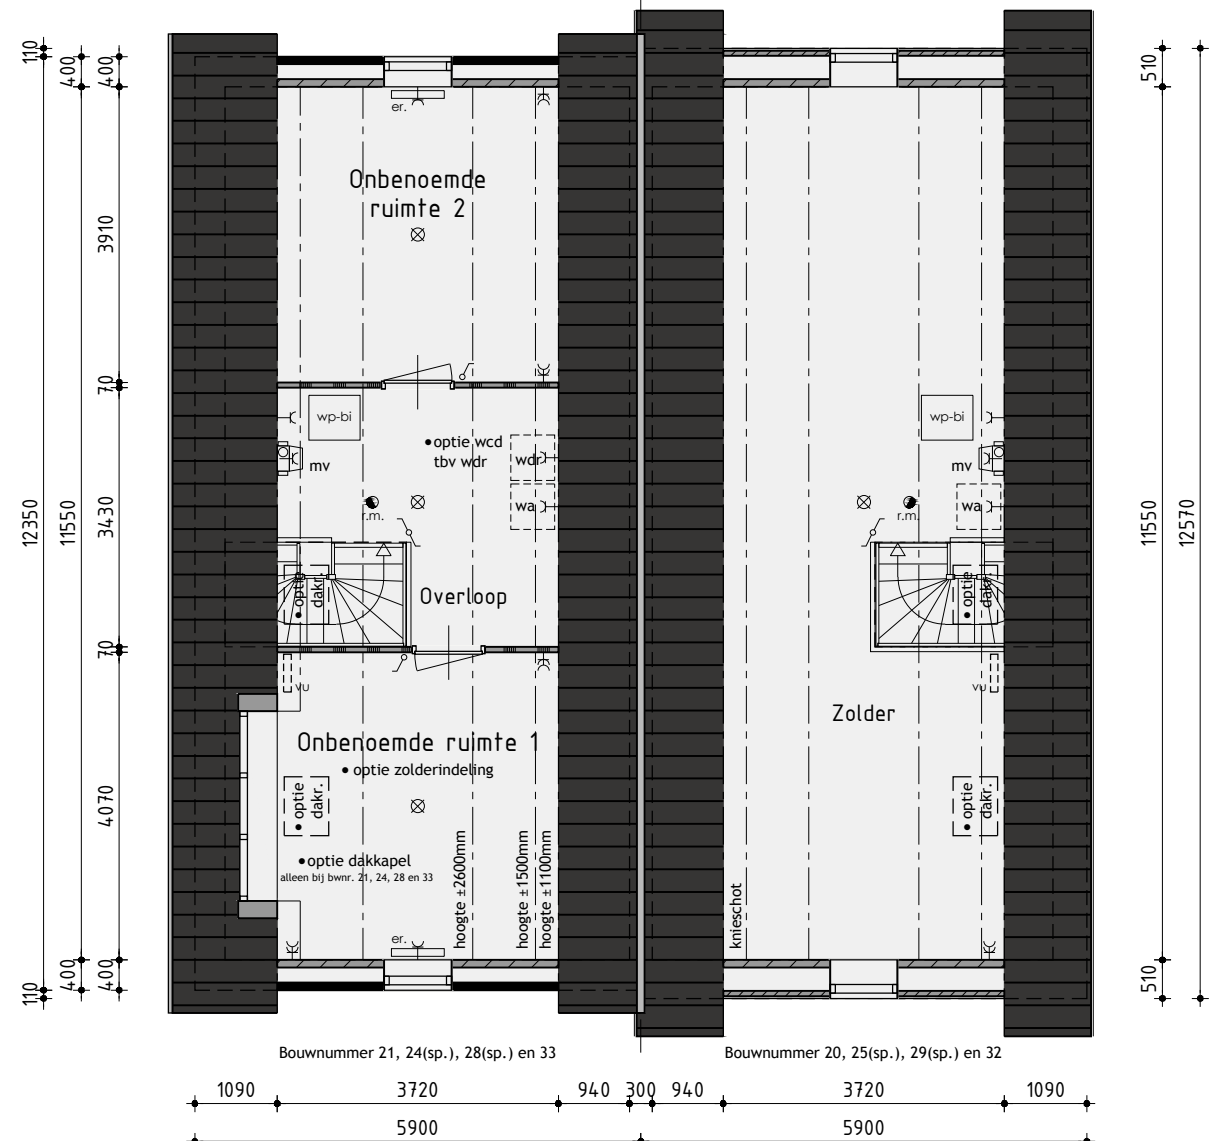 110
400
400
510
er.
Onbenoemde
ruimte 2
3910
70
wp-bi
wp-bi
optie wcd
tbv wdr
wdr
mv
mv
wa
wa
r.m.
r.m.
12350
11550
3430
11550
12570
optie
dakr.
optie
dakr.
Overloop
70
vu
vu
Zolder
Onbenoemde ruimte 1
optie zolderindeling
optie
dakr.
optie
dakr.
4070
optie dakkapel
alleen bij bwnr. 21, 24, 28 en 33
hoogte ±2600mm
hoogte ±1500mm
hoogte ±1100mm
knieschot
er.
400
400
110
510
Bouwnummer 21, 24(sp.), 28(sp.) en 33
Bouwnummer 20, 25(sp.), 29(sp.) en 32
1090 3720 940 300 940 3720 1090
5900 5900